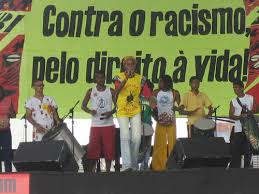 Contra o racismo,
pelo direito à vida!